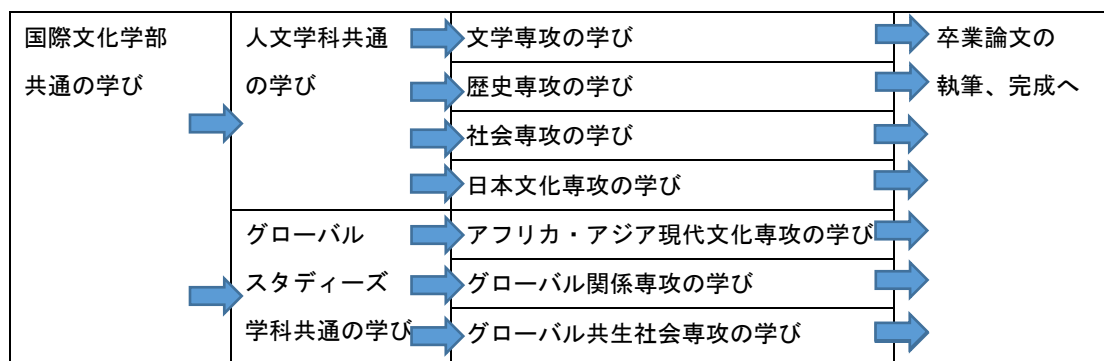 国際文化学部
共通の学び
人文学科共通
の学び
文学専攻の学び
歴史専攻の学び
社会専攻の学び
日本文化専攻の学び
グローバル
スタディーズ
学科共通の学び
アフリカ・アジア現代文化専攻の学び
グローバル関係専攻の学び
グローバル共生社会専攻の学び
卒業論文の
執筆、完成へ